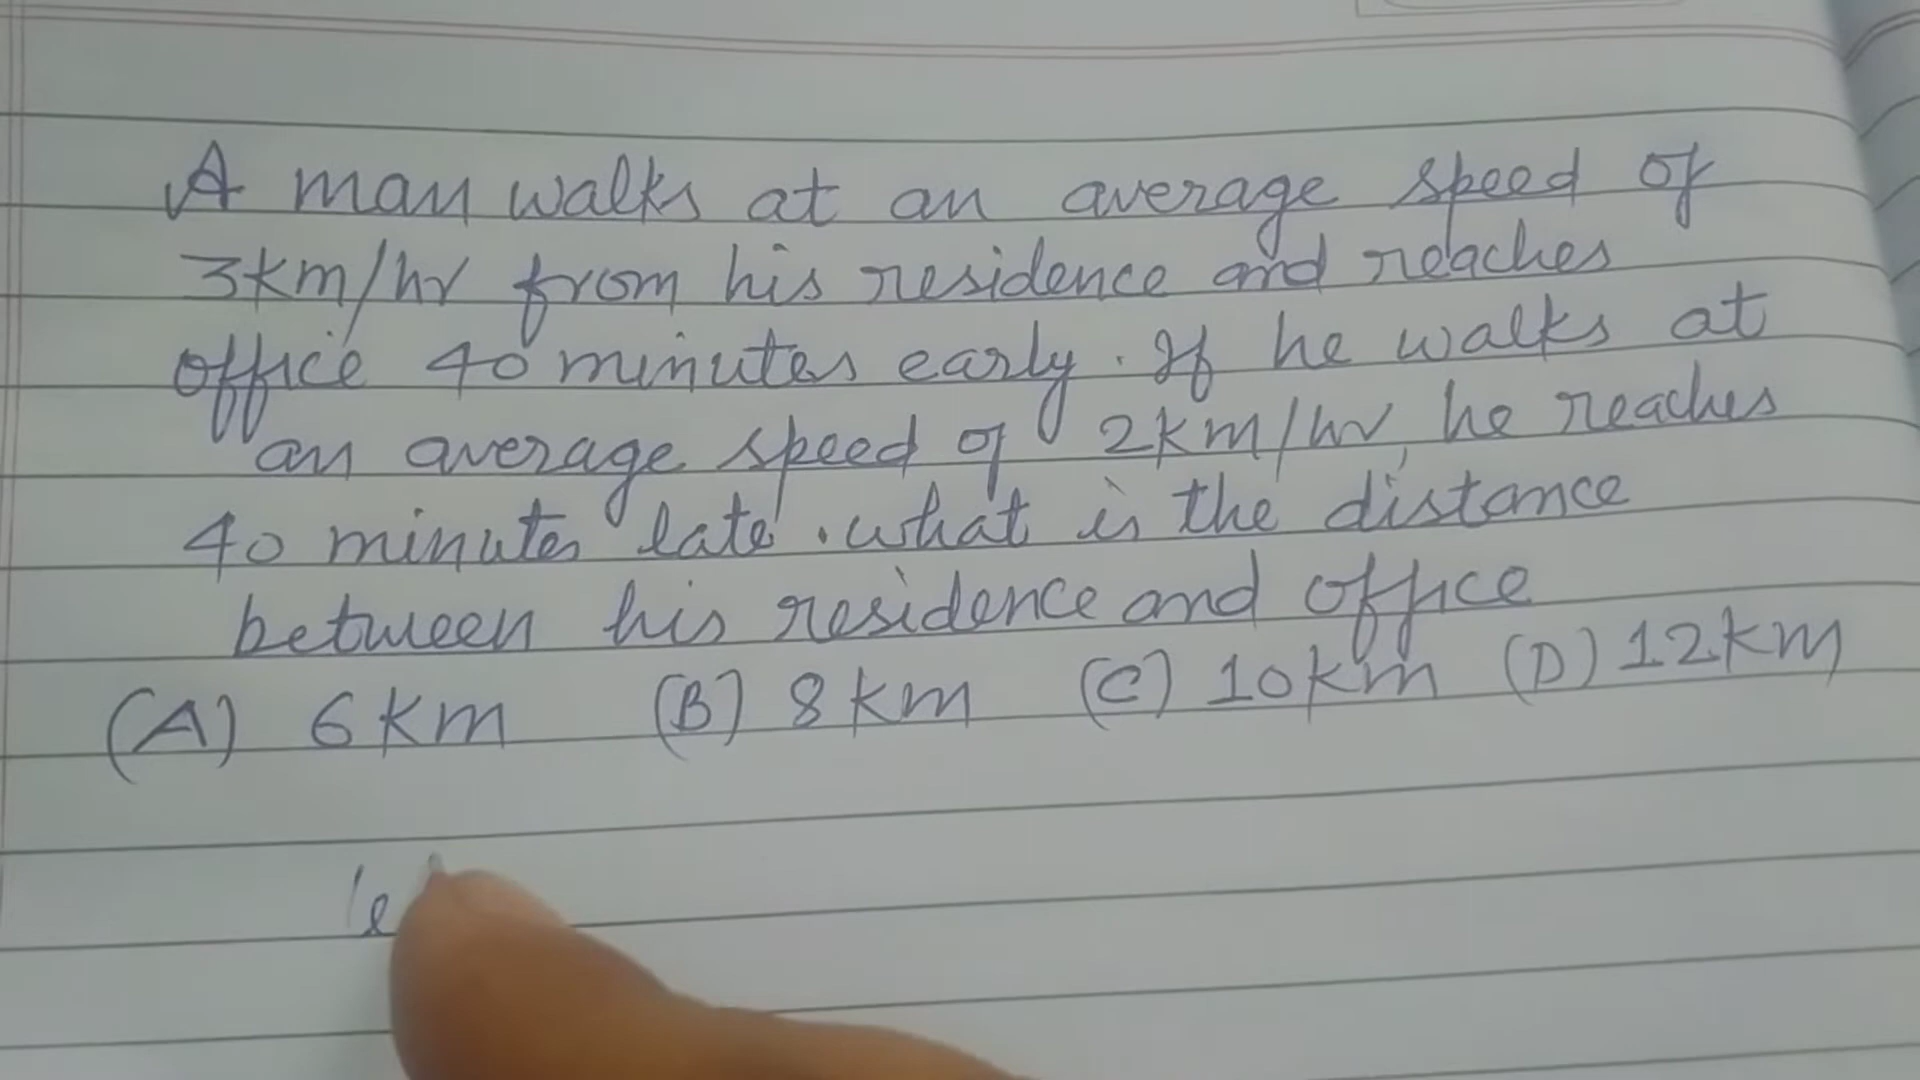 A man walks at an average speed of
3km/hr from his residence and reaches
office 40 minutes early. If he walks at
an average speed of 2km/hr, he reaches
40 minutes late. what is the distance
between his residence and office
(A) 6km (B) 8km (C) 10km (D) 12km
le